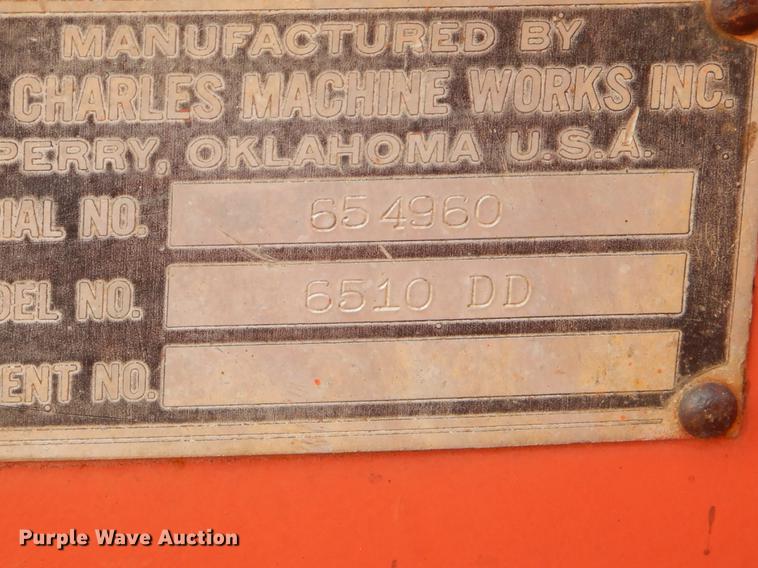 MANUFACTURED BY
CHARLES MACHINE WORKS INC.
PERRY, OKLAHOMA U.S.A.
IAL NO. 654960
DEL NO. 6510 DD
ENT NO.
Purple Wave Auction